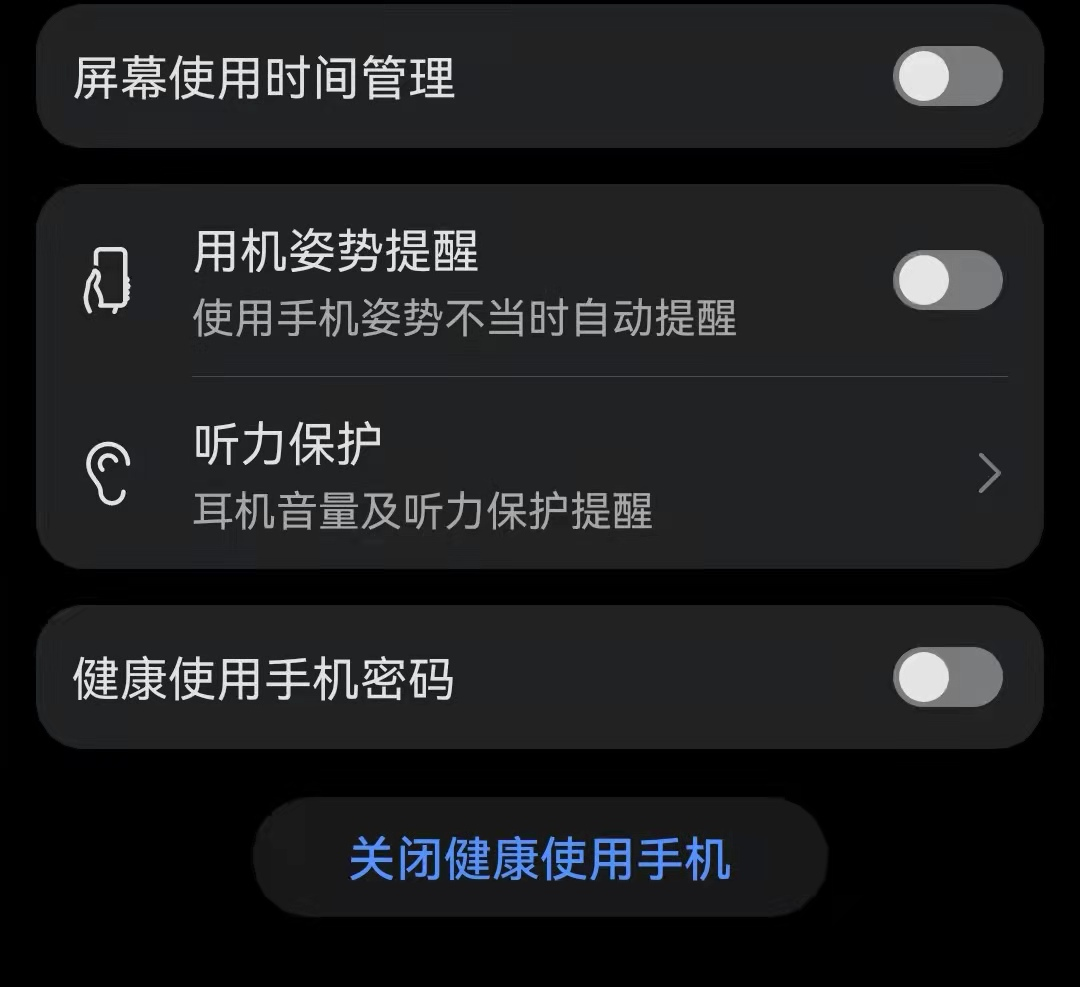 屏幕使用时间管理
用机姿势提醒
使用手机姿势不当时自动提醒
听力保护
耳机音量及听力保护提醒
健康使用手机密码
关闭健康使用手机